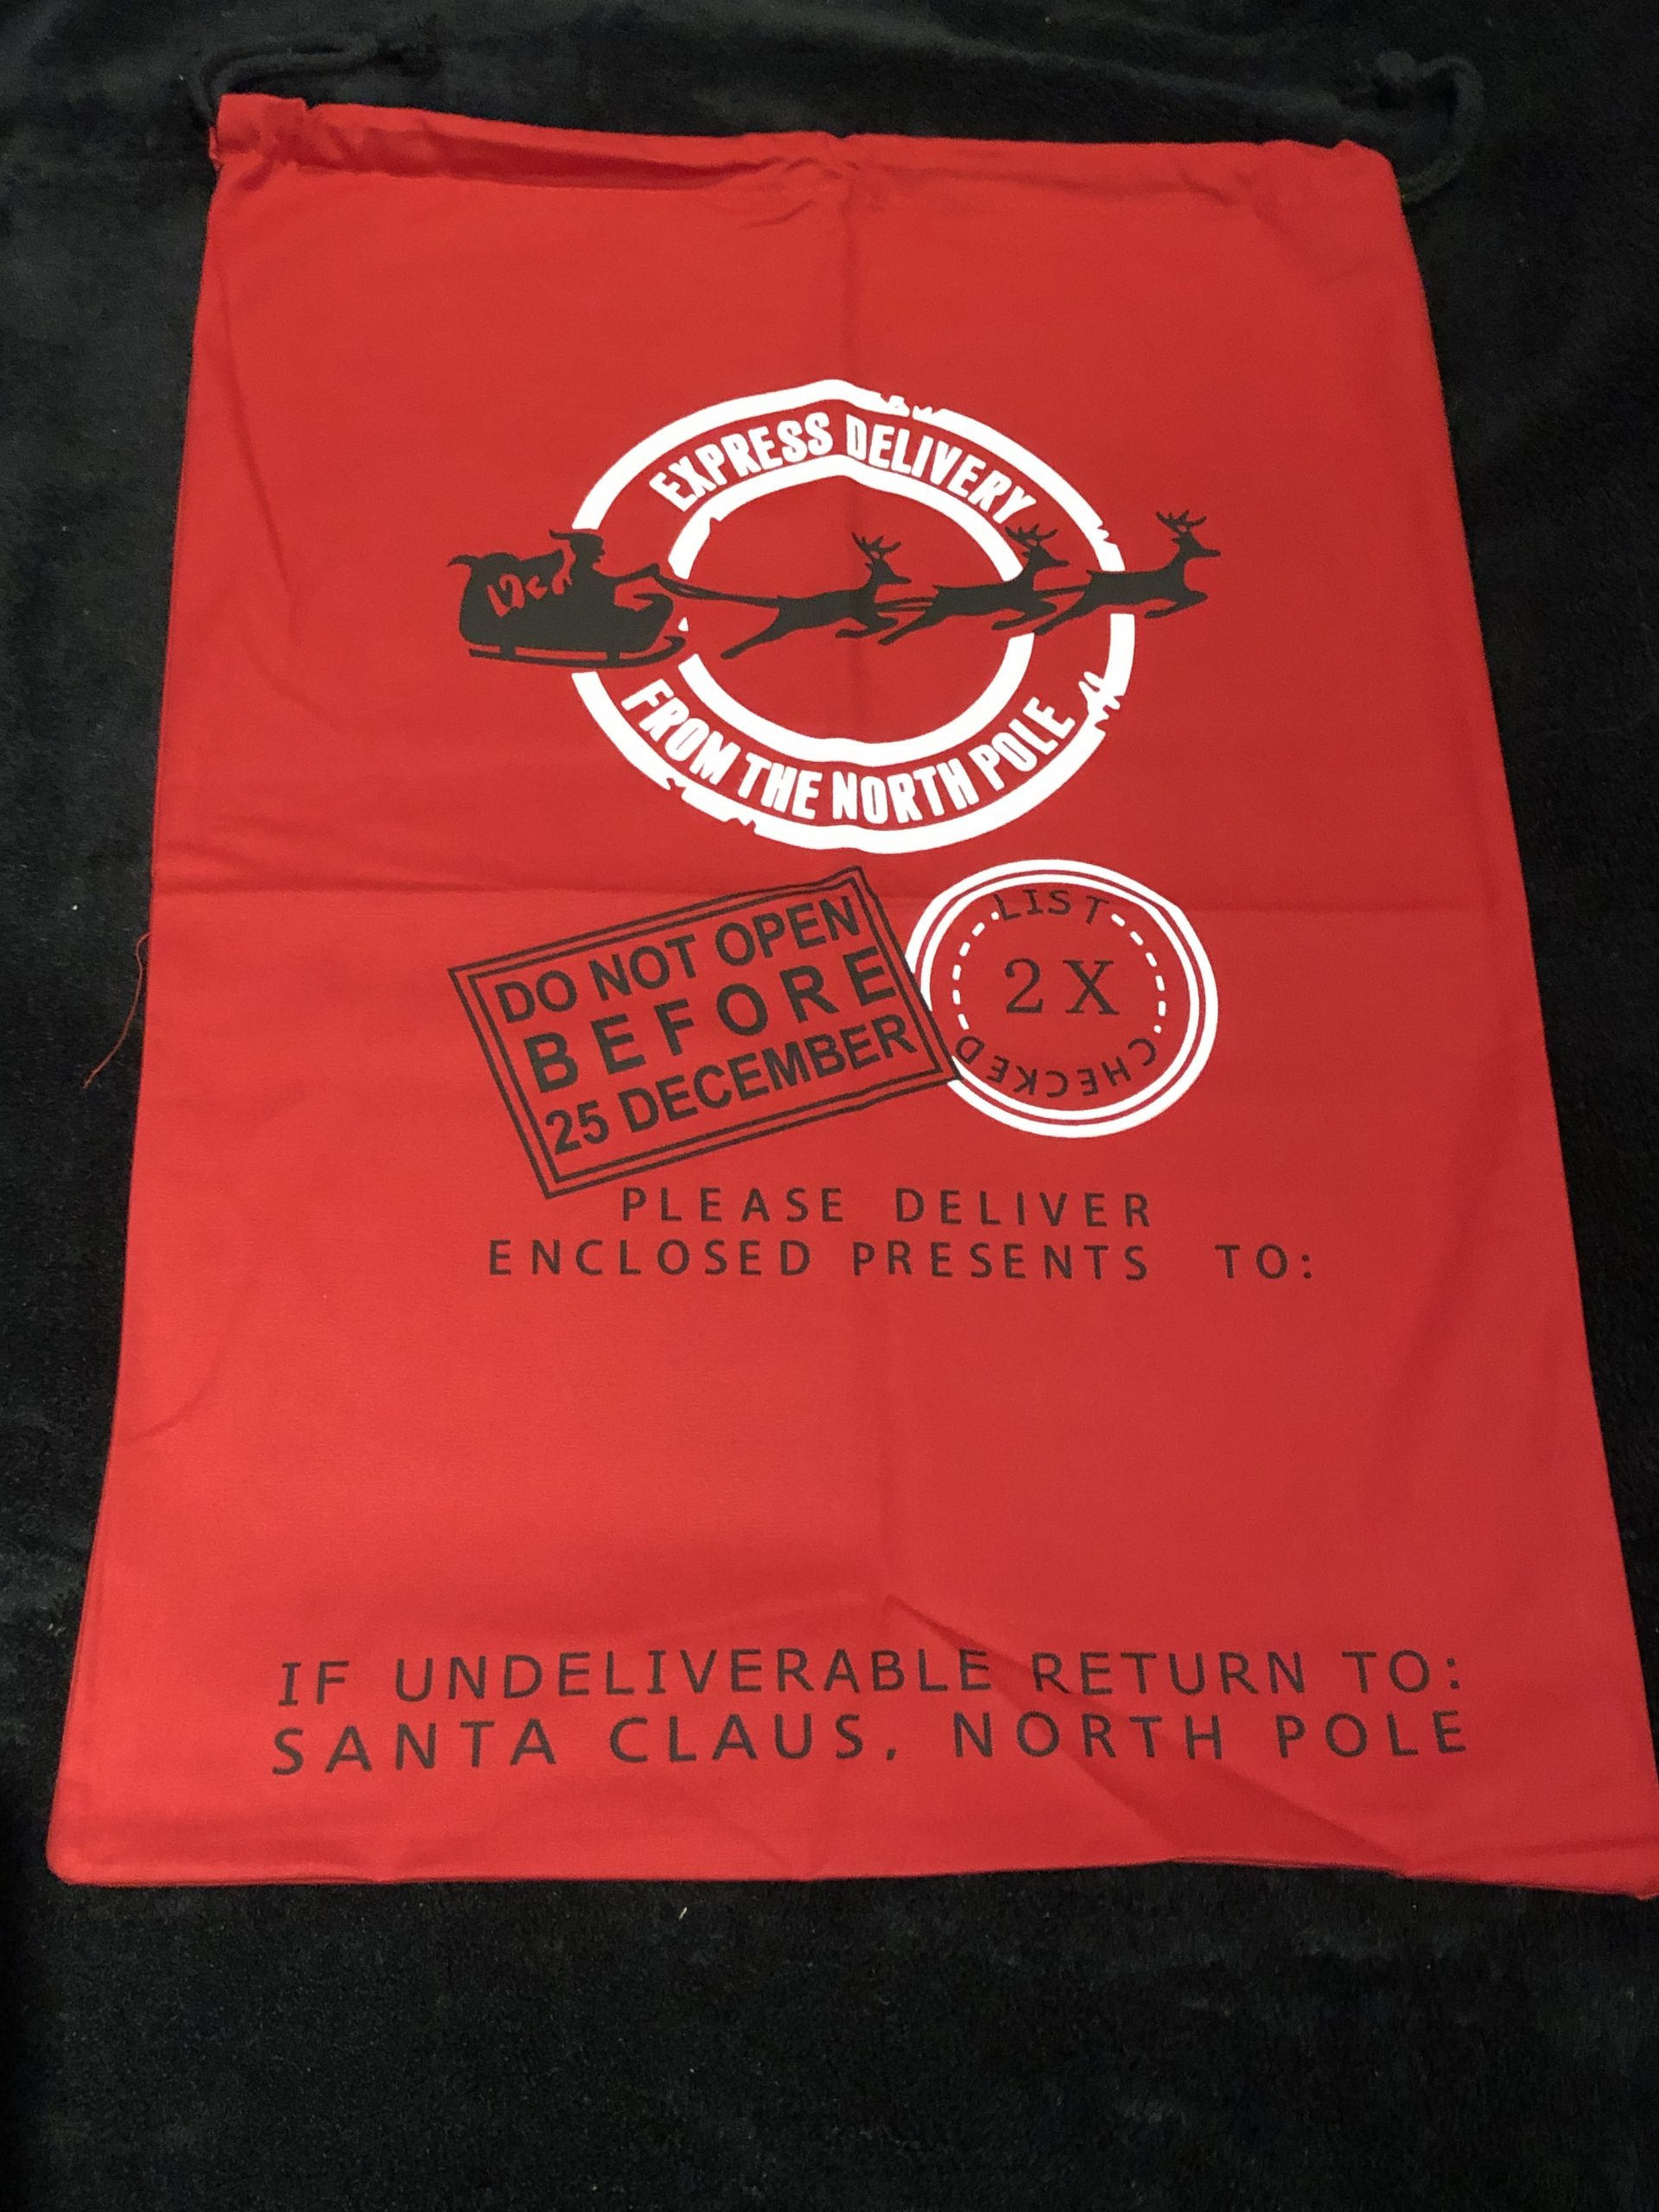 EXPRESS DELIVERY
FROM THE NORTH POLE
DO NOT OPEN
BEFORE
25 DECEMBER
LIST
2X
CHECKED
PLEASE DELIVER
ENCLOSED PRESENTS TO:
IF UNDELIVERABLE RETURN TO:
SANTA CLAUS, NORTH POLE